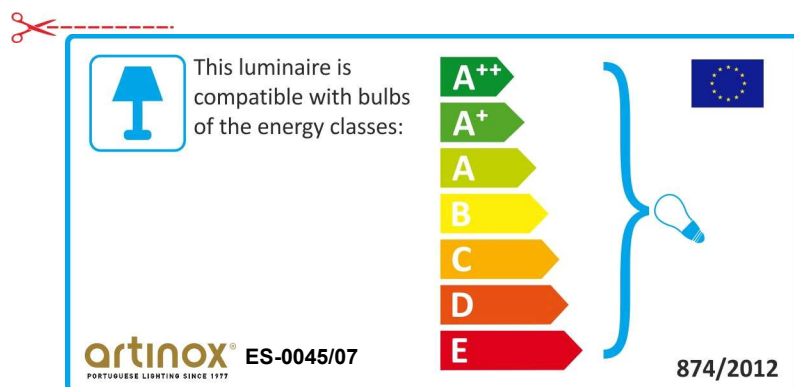 This luminaire is
compatible with bulbs
of the energy classes:
A++
A+
A
B
C
D
E
artinox® ES-0045/07
PORTUGUESE LIGHTING SINCE 1977
874/2012